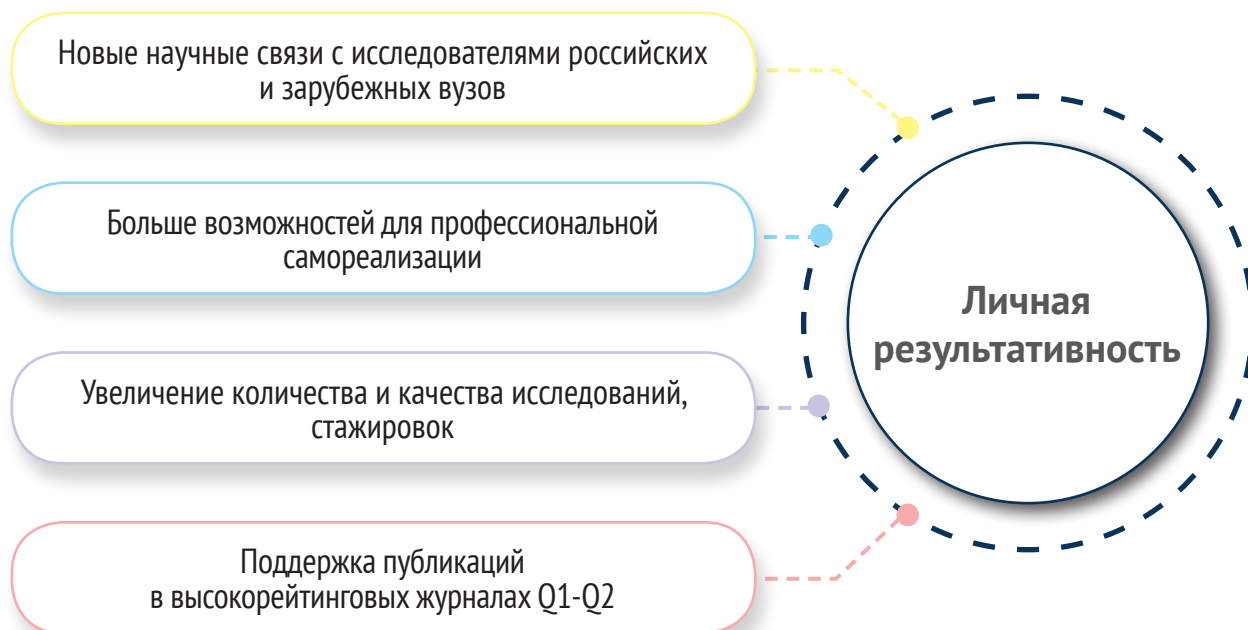 Новые научные связи с исследователями российских
и зарубежных вузов
Больше возможностей для профессиональной
самореализации
Увеличение количества и качества исследований,
стажировок
Поддержка публикаций
в высокорейтинговых журналах Q1-Q2
Личная
результативность